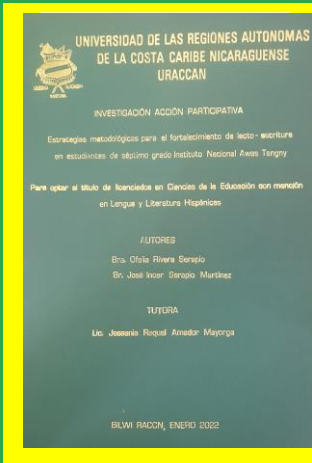 UNIVERSIDAD DE LAS REGIONES AUTONOMAS
DE LA COSTA CARIBE NICARAGUENSE
URACCAN
INVESTIGACIÓN ACCIÓN PARTICIPATIVA
Estrategias metodológicas para el fortalecimiento de lecto - escritura
en estudiantes de séptimo grado Instituto Nacional Awas Tangny
Para optar al título de licenciados en Ciencias de la Educación con mención
en Lengua y Literatura Hispánicas
AUTORES
Bra. Ofelia Rivera Serapio
Br. José Incer Serapio Martínez
TUTORA
Lic. Jessenia Raquel Amador Mayorga
BILWI RACCN, ENERO 2022